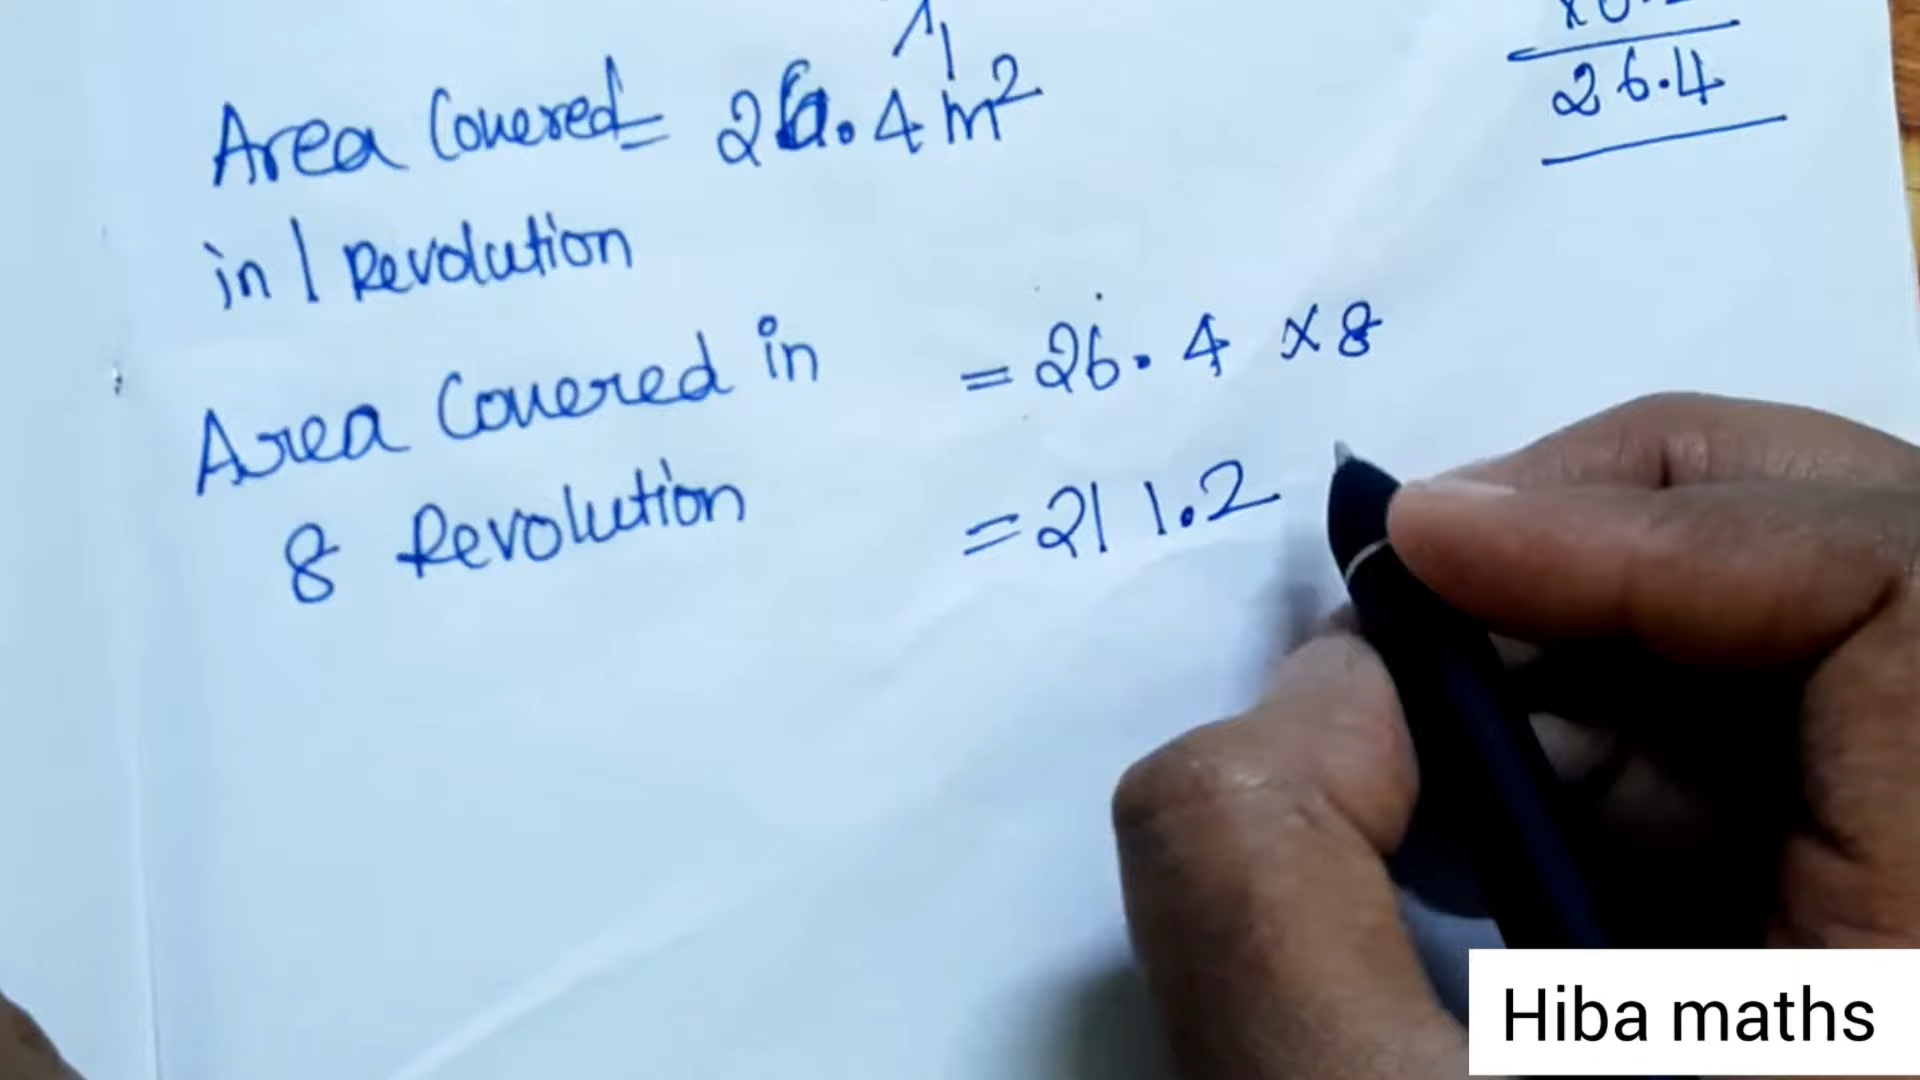 Area Covered = 26.4 m²
in 1 Revolution
Area Covered in = 26.4 × 8
8 Revolution = 211.2
26.4
Hiba maths